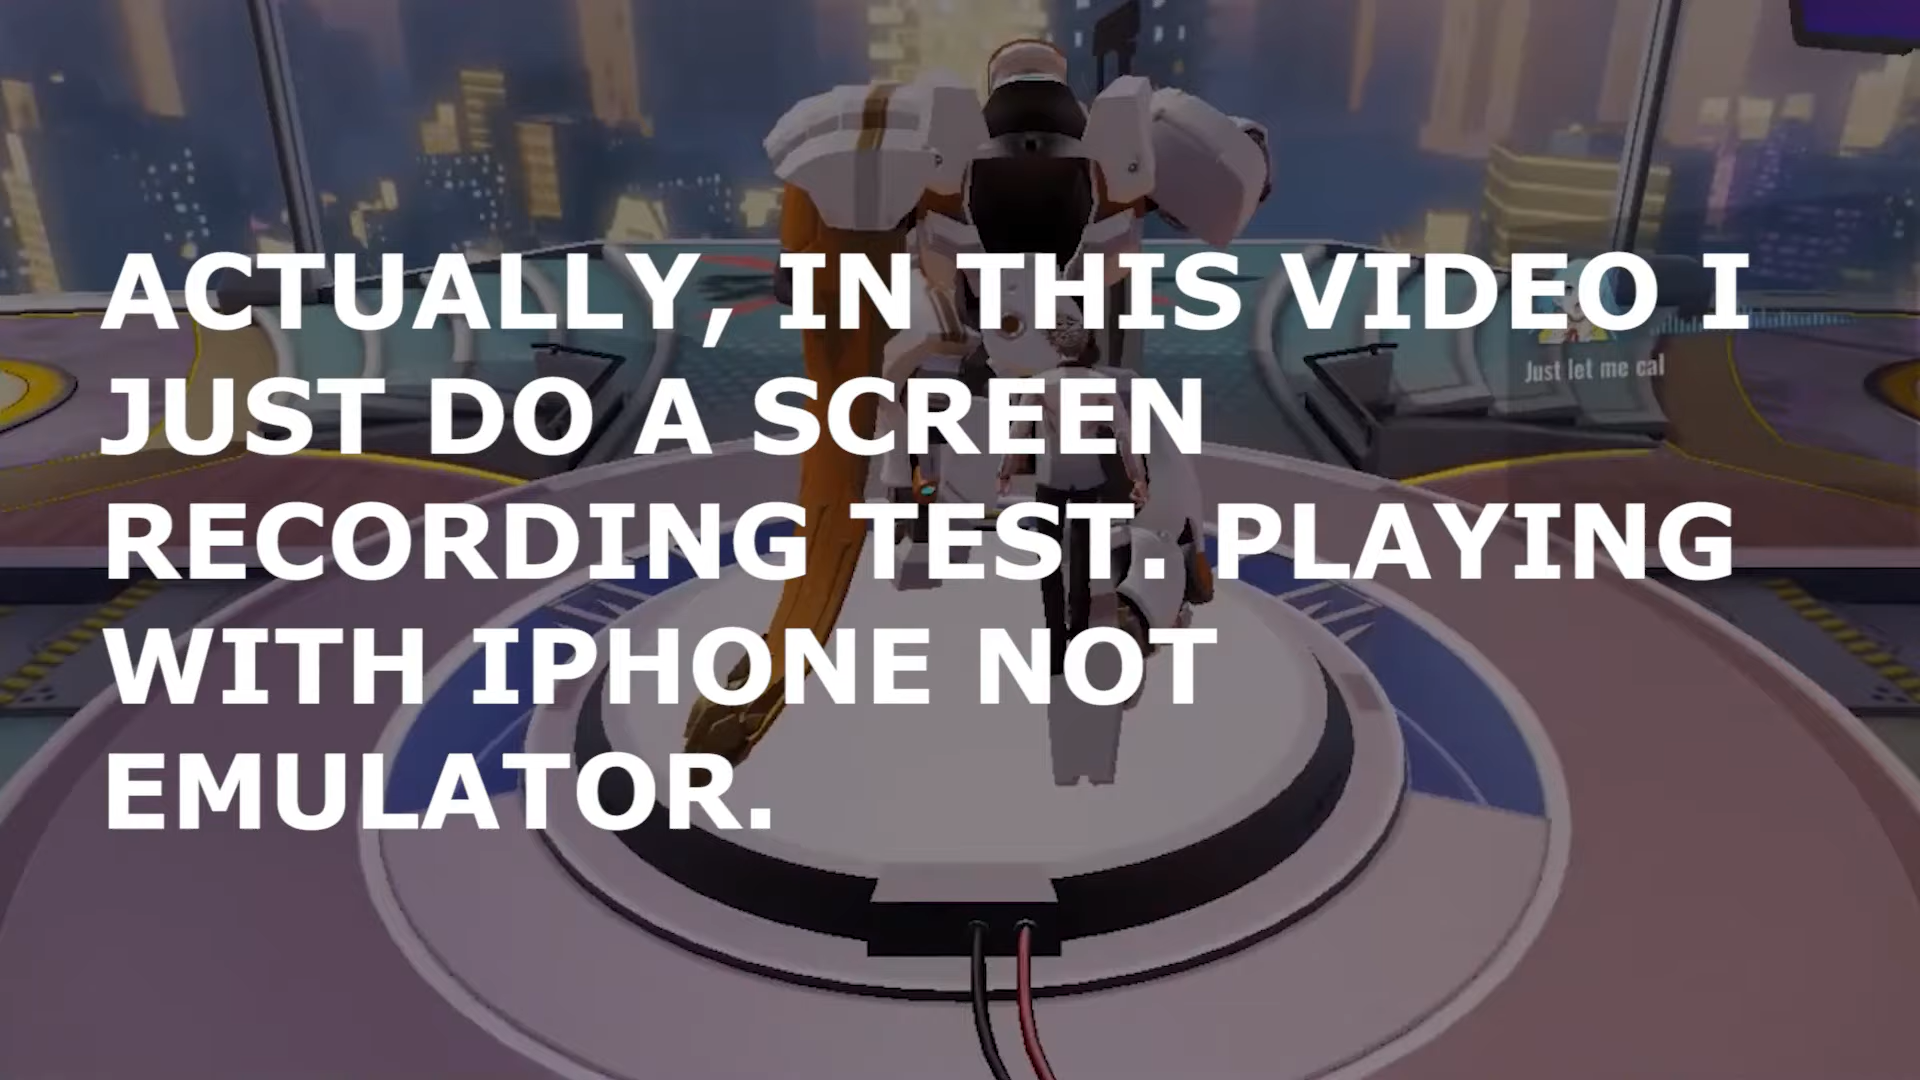 ACTUALLY, IN THIS VIDEO I
JUST DO A SCREEN
RECORDING TEST. PLAYING
WITH IPHONE NOT
EMULATOR.
Just let me cal